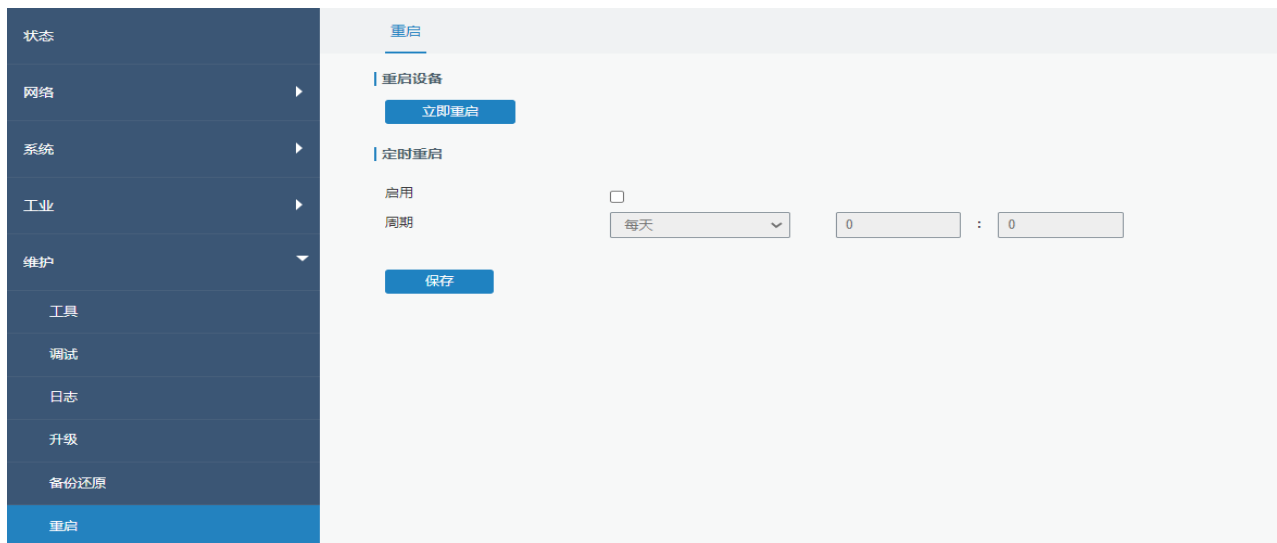 状态
网络
系统
工业
维护
工具
调试
日志
升级
备份还原
重启
重启
重启设备
立即重启
定时重启
启用
周期 每天 0 : 0
保存